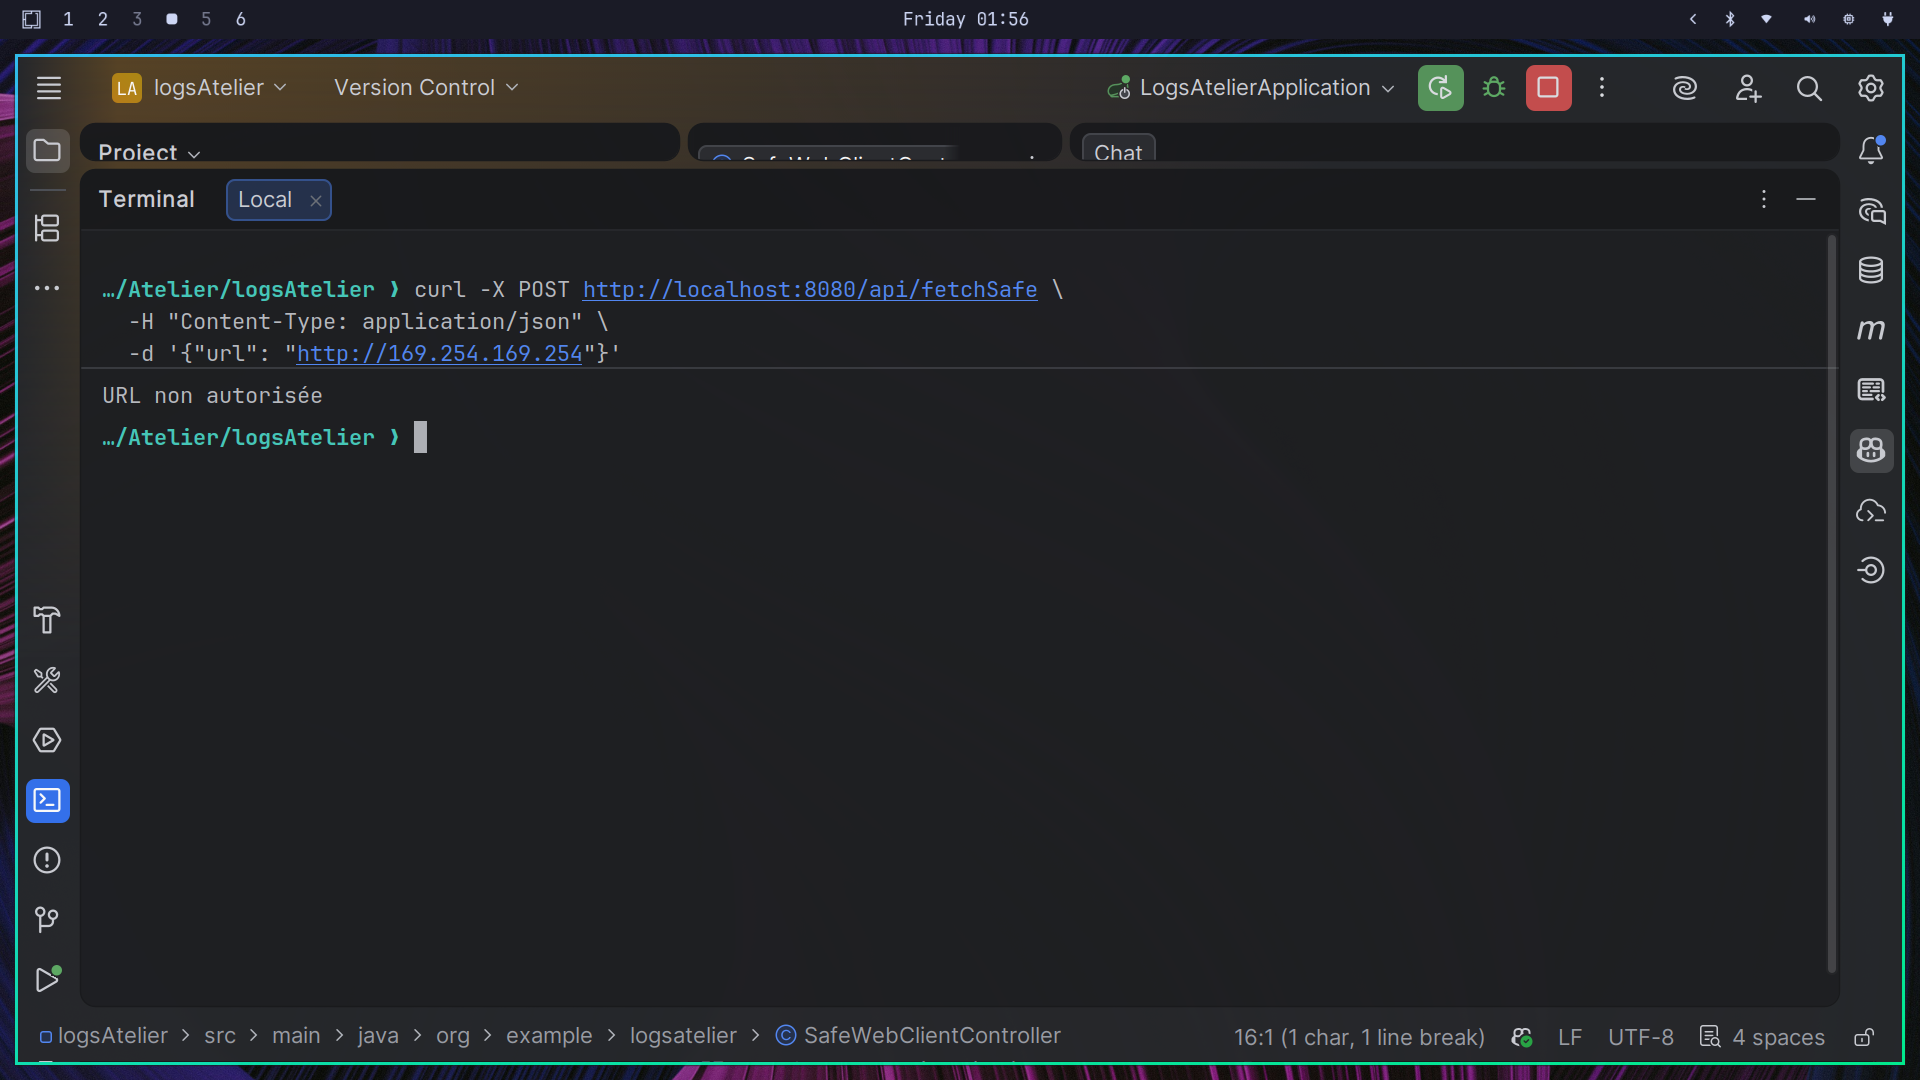 1 2 3 5 6
Friday 01:56
LA logsAtelier
Version Control
LogsAtelierApplication
Project
SafeWebClientCont
Chat
Terminal
Local
…/Atelier/logsAtelier ❯ curl -X POST http://localhost:8080/api/fetchSafe \
-H "Content-Type: application/json" \
-d '{"url": "http://169.254.169.254"}'
URL non autorisée
…/Atelier/logsAtelier ❯
m
logsAtelier > src > main > java > org > example > logsatelier > © SafeWebClientController
16:1 (1 char, 1 line break)
LF
UTF-8
4 spaces